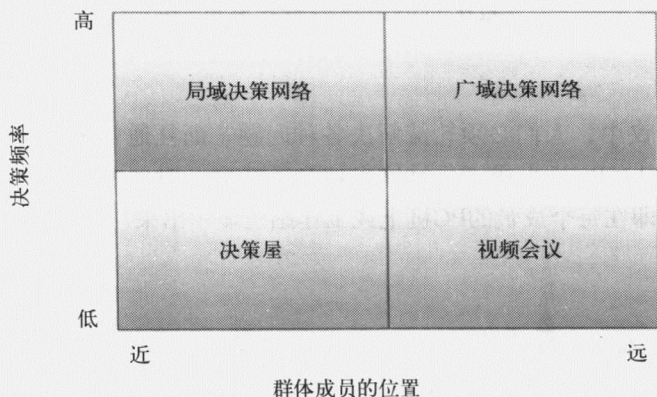 高
局域决策网络
广域决策网络
决策频率
决策屋
视频会议
低
近
远
群体成员的位置